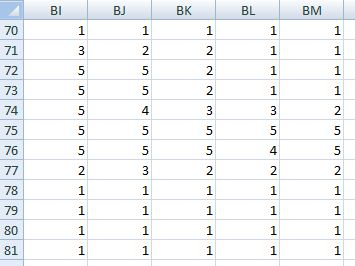 BI BJ BK BL BM
70 1 1 1 1 1
71 3 2 2 1 1
72 5 5 2 1 1
73 5 5 2 1 1
74 5 4 3 3 2
75 5 5 5 5 5
76 5 5 5 4 5
77 2 3 2 2 2
78 1 1 1 1 1
79 1 1 1 1 1
80 1 1 1 1 1
81 1 1 1 1 1